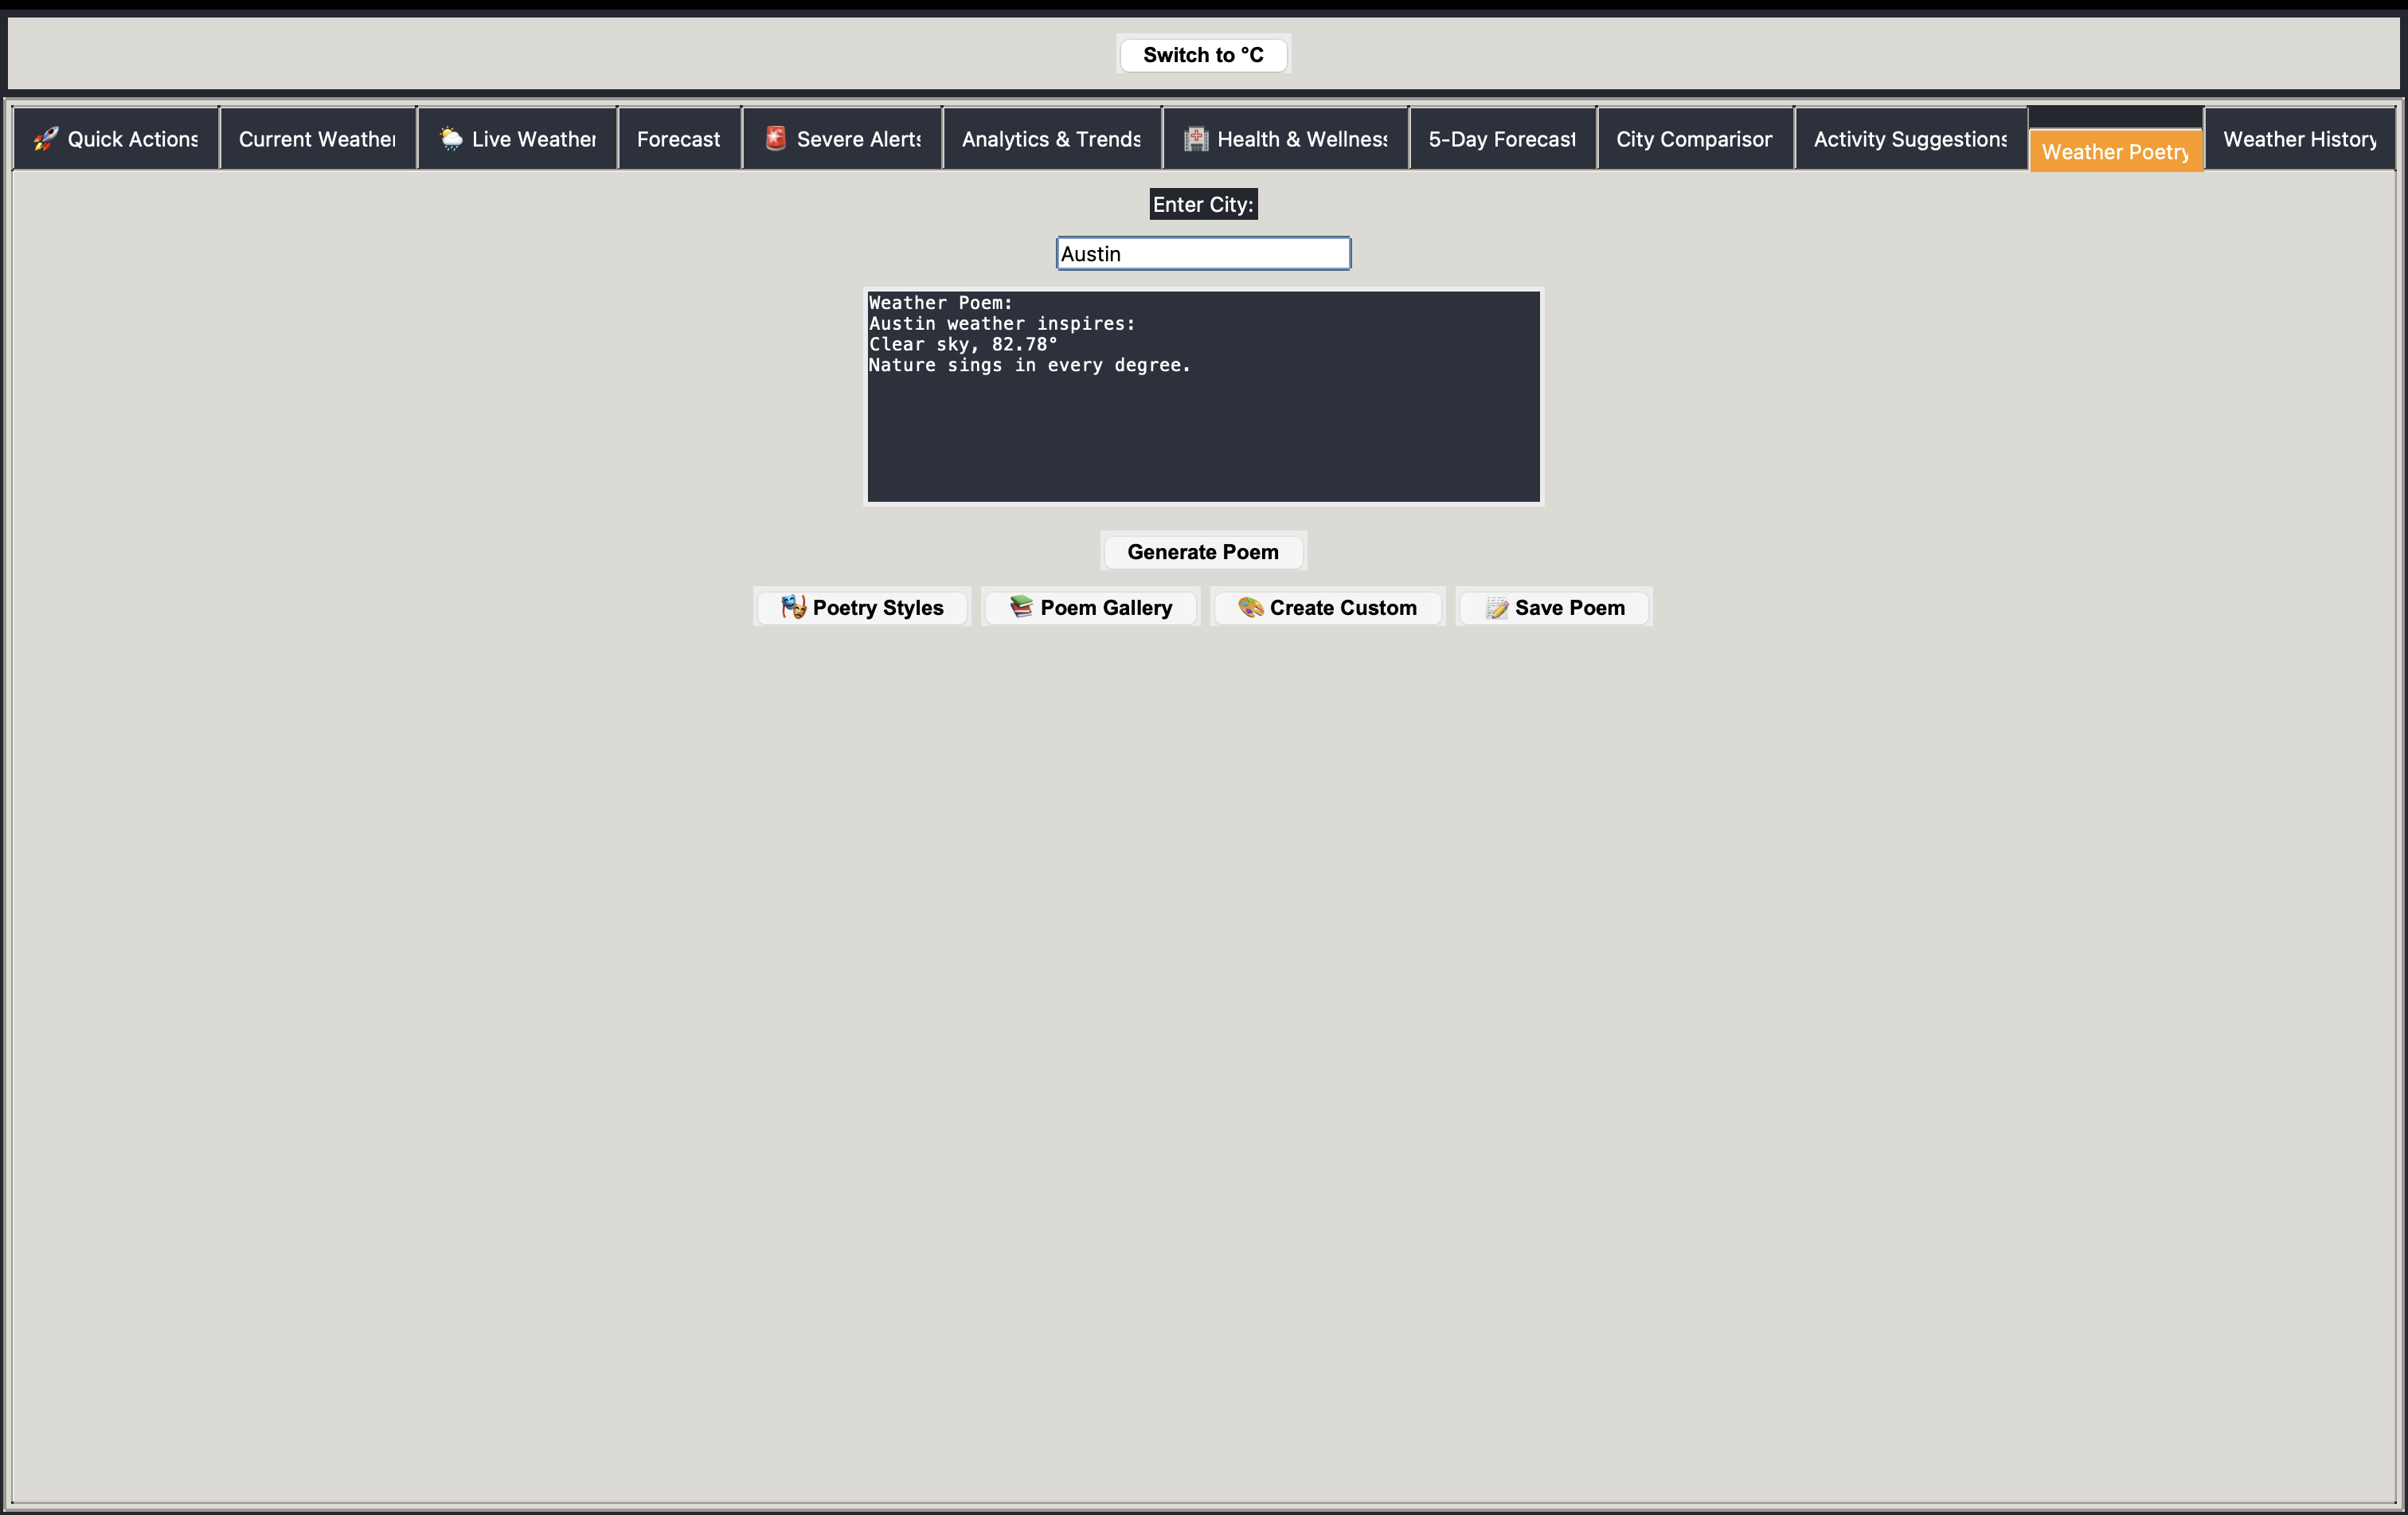 Switch to °C
Quick Actions
Current Weather
Live Weather
Forecast
Severe Alerts
Analytics & Trends
Health & Wellness
5-Day Forecast
City Comparison
Activity Suggestions
Weather Poetry
Weather History
Enter City:
Austin
Weather Poem:
Austin weather inspires:
Clear sky, 82.78°
Nature sings in every degree.
Generate Poem
Poetry Styles
Poem Gallery
Create Custom
Save Poem